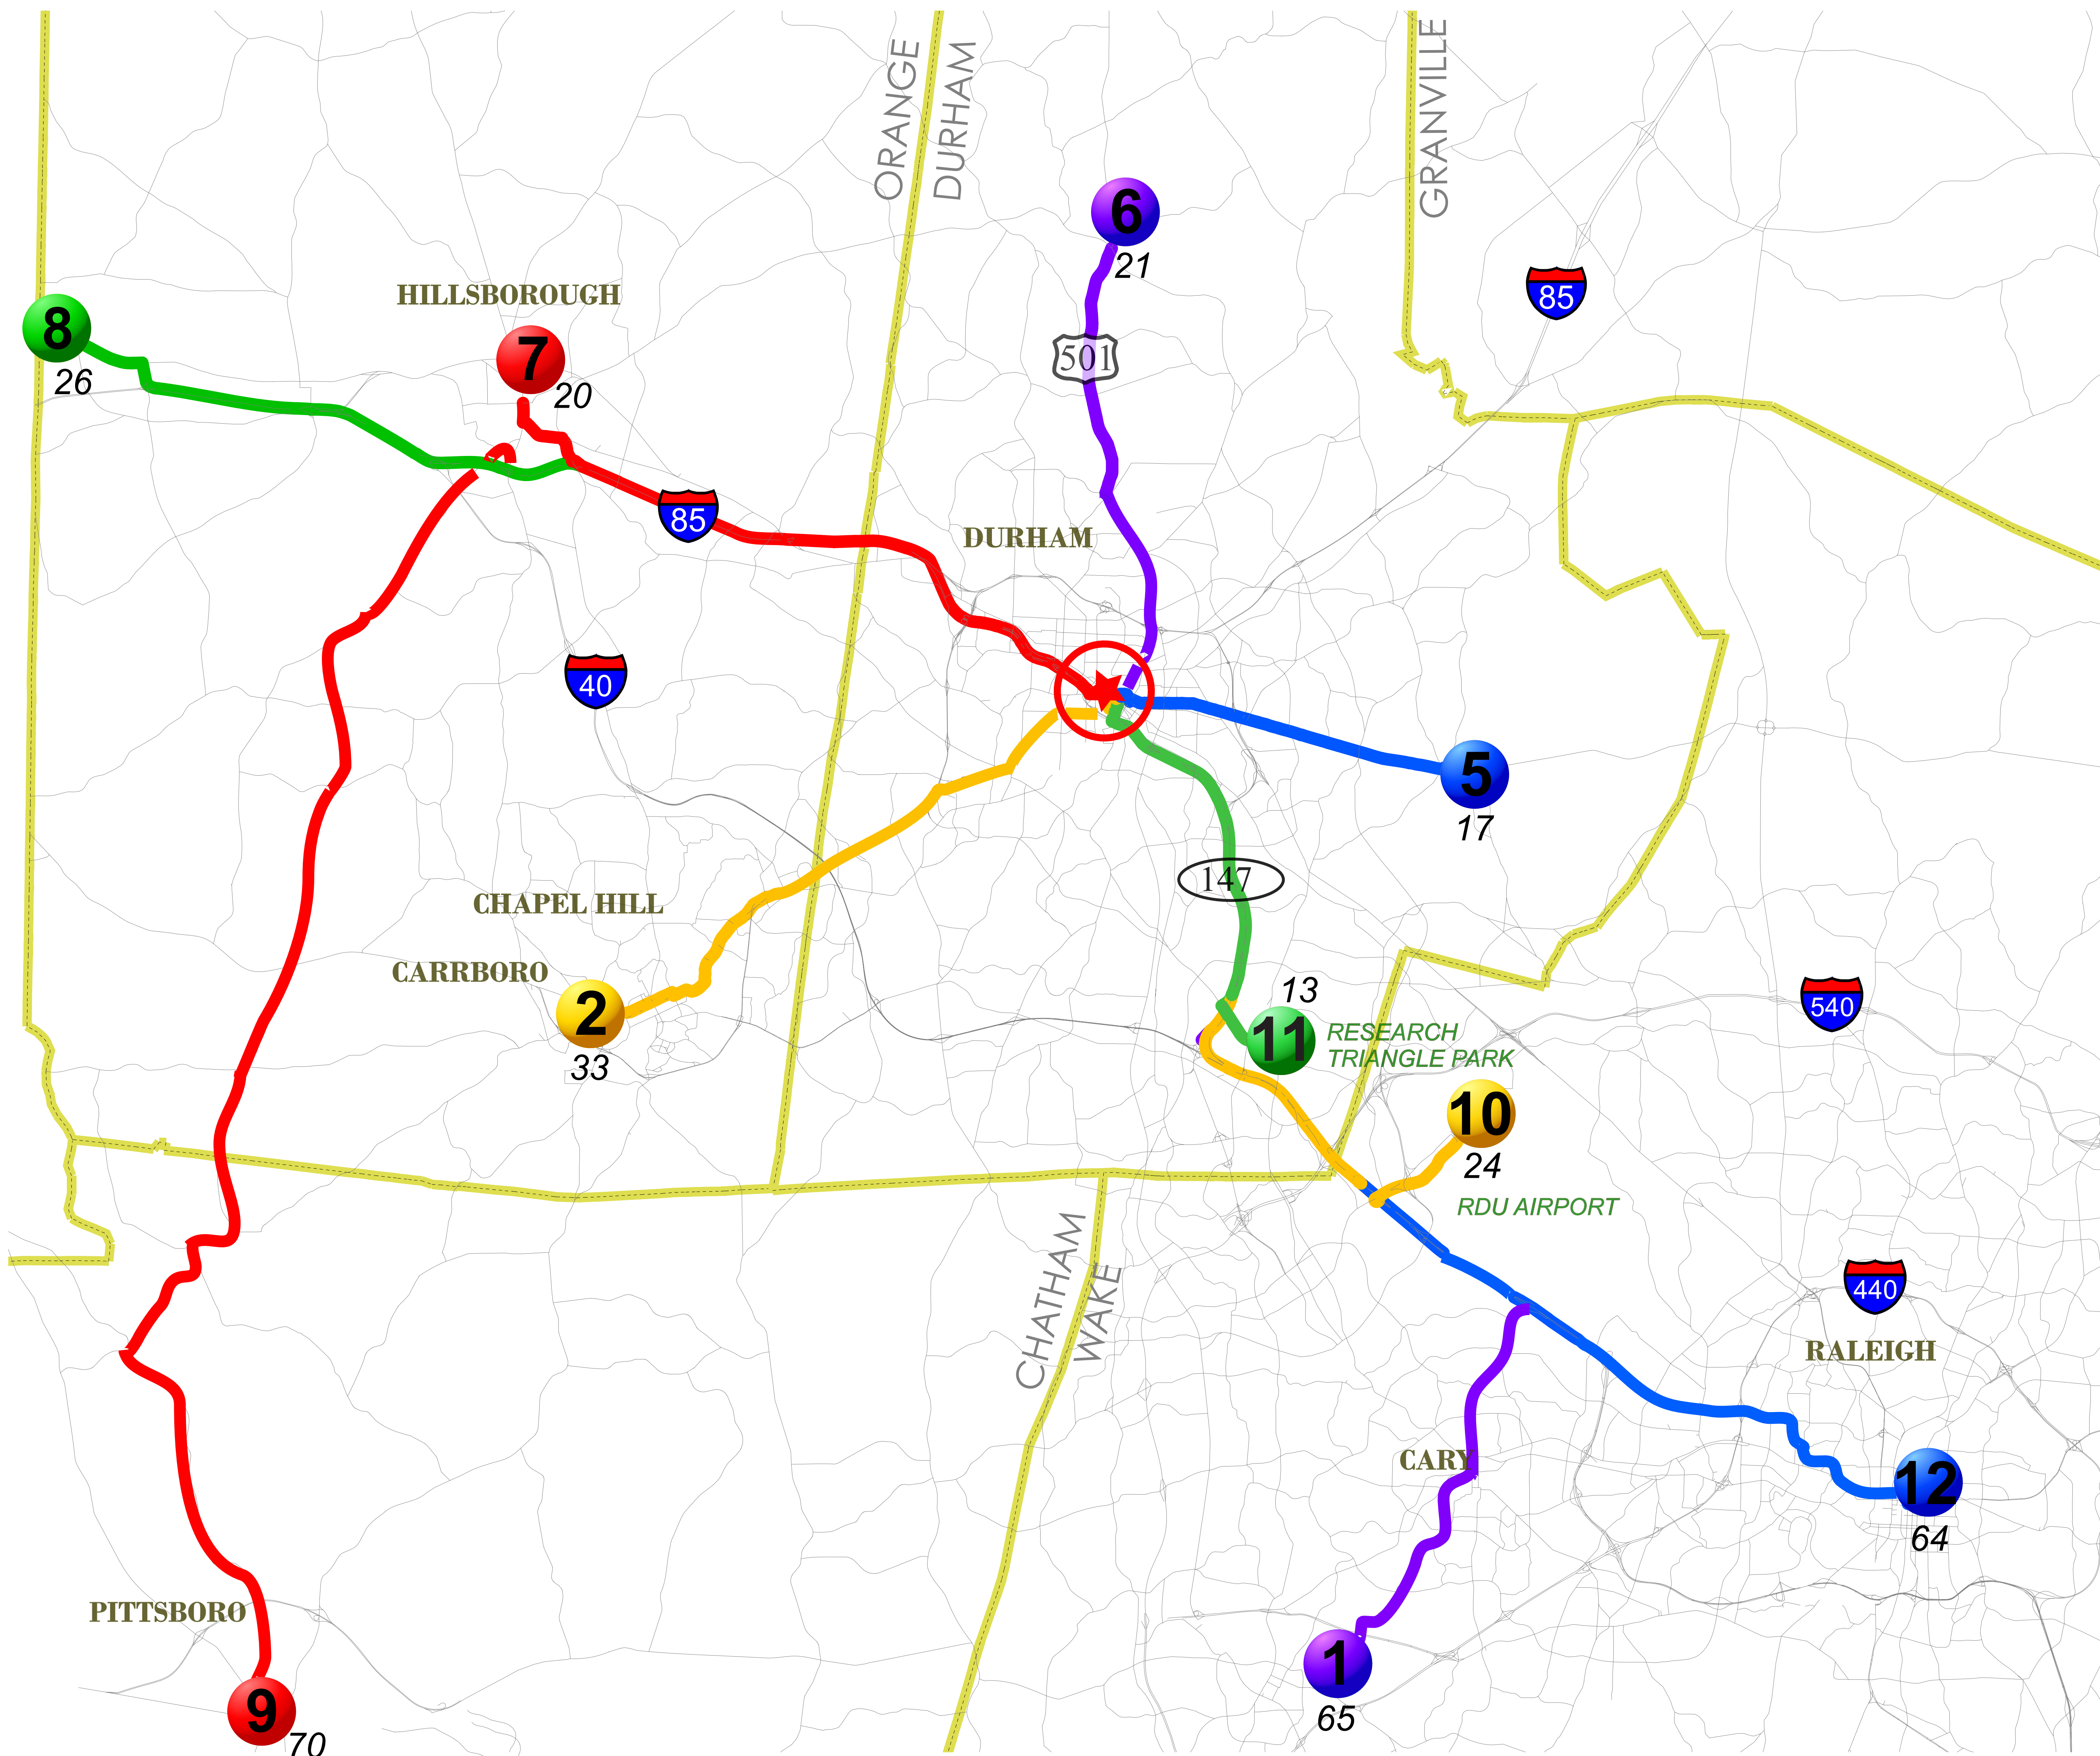 ORANGE
DURHAM
GRANVILLE
6
21
HILLSBOROUGH
85
8
26
7
20
501
85
DURHAM
40
5
17
147
CHAPEL HILL
CARRBORO
2
33
13
11
RESEARCH
TRIANGLE PARK
540
10
24
RDU AIRPORT
CHATHAM
WAKE
440
RALEIGH
CARY
12
64
PITTSBORO
1
65
9
70